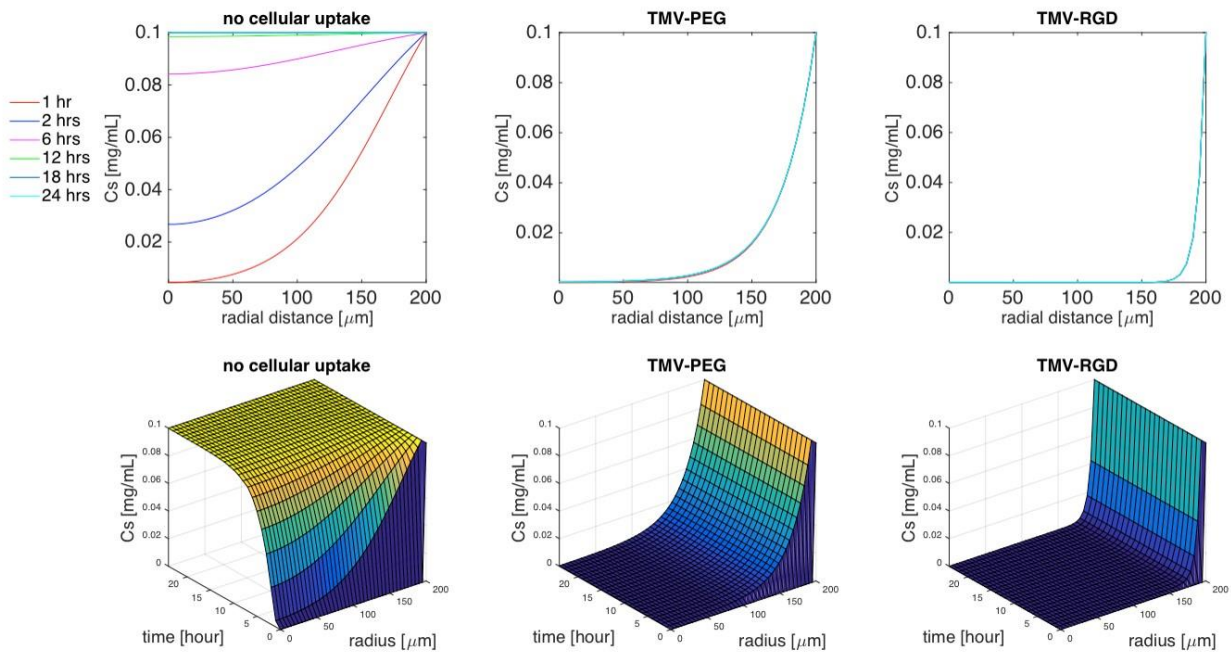 no cellular uptake
TMV-PEG
TMV-RGD
1 hr
2 hrs
6 hrs
12 hrs
18 hrs
24 hrs
Cs [mg/mL]
0.1
0.08
0.06
0.04
0.02
0 50 100 150 200
radial distance [μm]
Cs [mg/mL]
0.1
0.08
0.06
0.04
0.02
0 50 100 150 200
radial distance [μm]
Cs [mg/mL]
0.1
0.08
0.06
0.04
0.02
0 50 100 150 200
radial distance [μm]
no cellular uptake
Cs [mg/mL]
0.1
0.08
0.06
0.04
0.02
0
20 15 10 5 0
time [hour]
0 50 100 150 200
radius [μm]
TMV-PEG
Cs [mg/mL]
0.1
0.08
0.06
0.04
0.02
0
20 15 10 5 0
time [hour]
0 50 100 150 200
radius [μm]
TMV-RGD
Cs [mg/mL]
0.1
0.08
0.06
0.04
0.02
0
20 15 10 5 0
time [hour]
0 50 100 150 200
radius [μm]